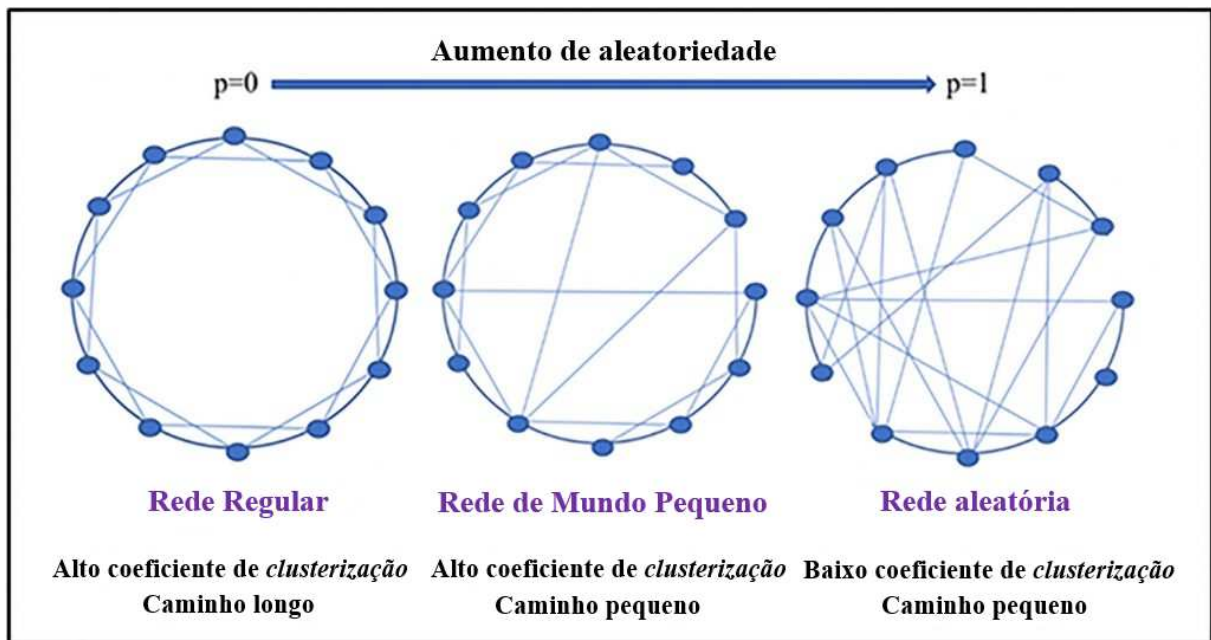 Aumento de aleatoriedade
p=0
p=1
Rede Regular
Rede de Mundo Pequeno
Rede aleatória
Alto coeficiente de clusterização
Caminho longo
Alto coeficiente de clusterização
Caminho pequeno
Baixo coeficiente de clusterização
Caminho pequeno